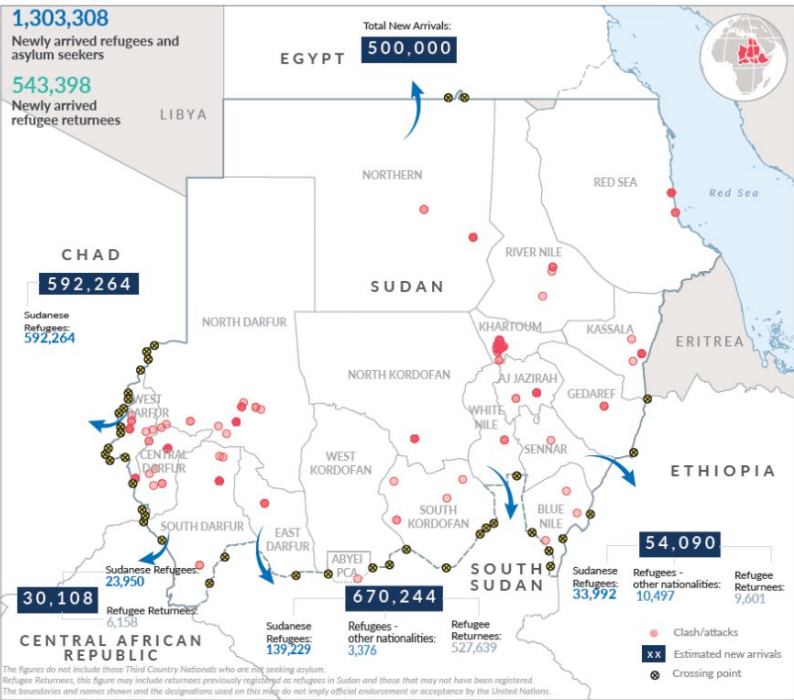 1,303,308
Newly arrived refugees and
asylum seekers
543,398
Newly arrived
refugee returnees
LIBYA
EGYPT
Total New Arrivals:
500,000
Red Sea
NORTHERN
RED SEA
RIVER NILE
SUDAN
CHAD
592,264
Sudanese
Refugees:
592,264
NORTH DARFUR
KHARTOUM
KASSALA
ERITREA
NORTH KORDOFAN
AJ JAZIRAH
GEDAREF
WEST
DARFUR
WHITE
NILE
SENNAR
CENTRAL
DARFUR
WEST
KORDOFAN
ETHIOPIA
SOUTH
KORDOFAN
BLUE
NILE
SOUTH DARFUR
EAST
DARFUR
ABYEI
PCA
SOUTH
SUDAN
54,090
Sudanese
Refugees:
33,992
Refugees -
other nationalities:
10,497
Refugee
Returnees:
9,601
Sudanese Refugees:
23,950
30,108
Refugee Returnees:
6,158
CENTRAL AFRICAN
REPUBLIC
670,244
Sudanese
Refugees:
139,229
Refugees -
other nationalities:
3,376
Refugee
Returnees:
527,639
Clash/attacks
xx Estimated new arrivals
Crossing point
The figures do not include those Third Country Nationals who are not seeking asylum.
Refugee Returnees, this figure may include returnees previously registered as refugees in Sudan and those that may not have been registered.
The boundaries and names shown and the designations used on this map do not imply official endorsement or acceptance by the United Nations.